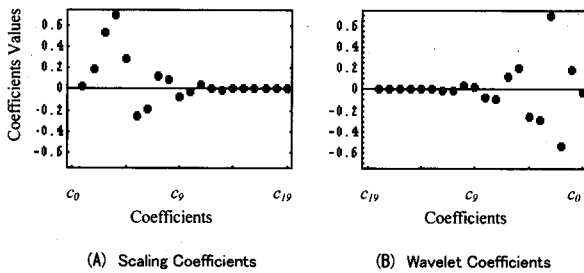 Coefficients Values
0.6
0.4
0.2
0
-0.2
-0.4
-0.6
c0 c9 c19
Coefficients
(A) Scaling Coefficients
0.6
0.4
0.2
0
-0.2
-0.4
-0.6
c19 c9 c0
Coefficients
(B) Wavelet Coefficients